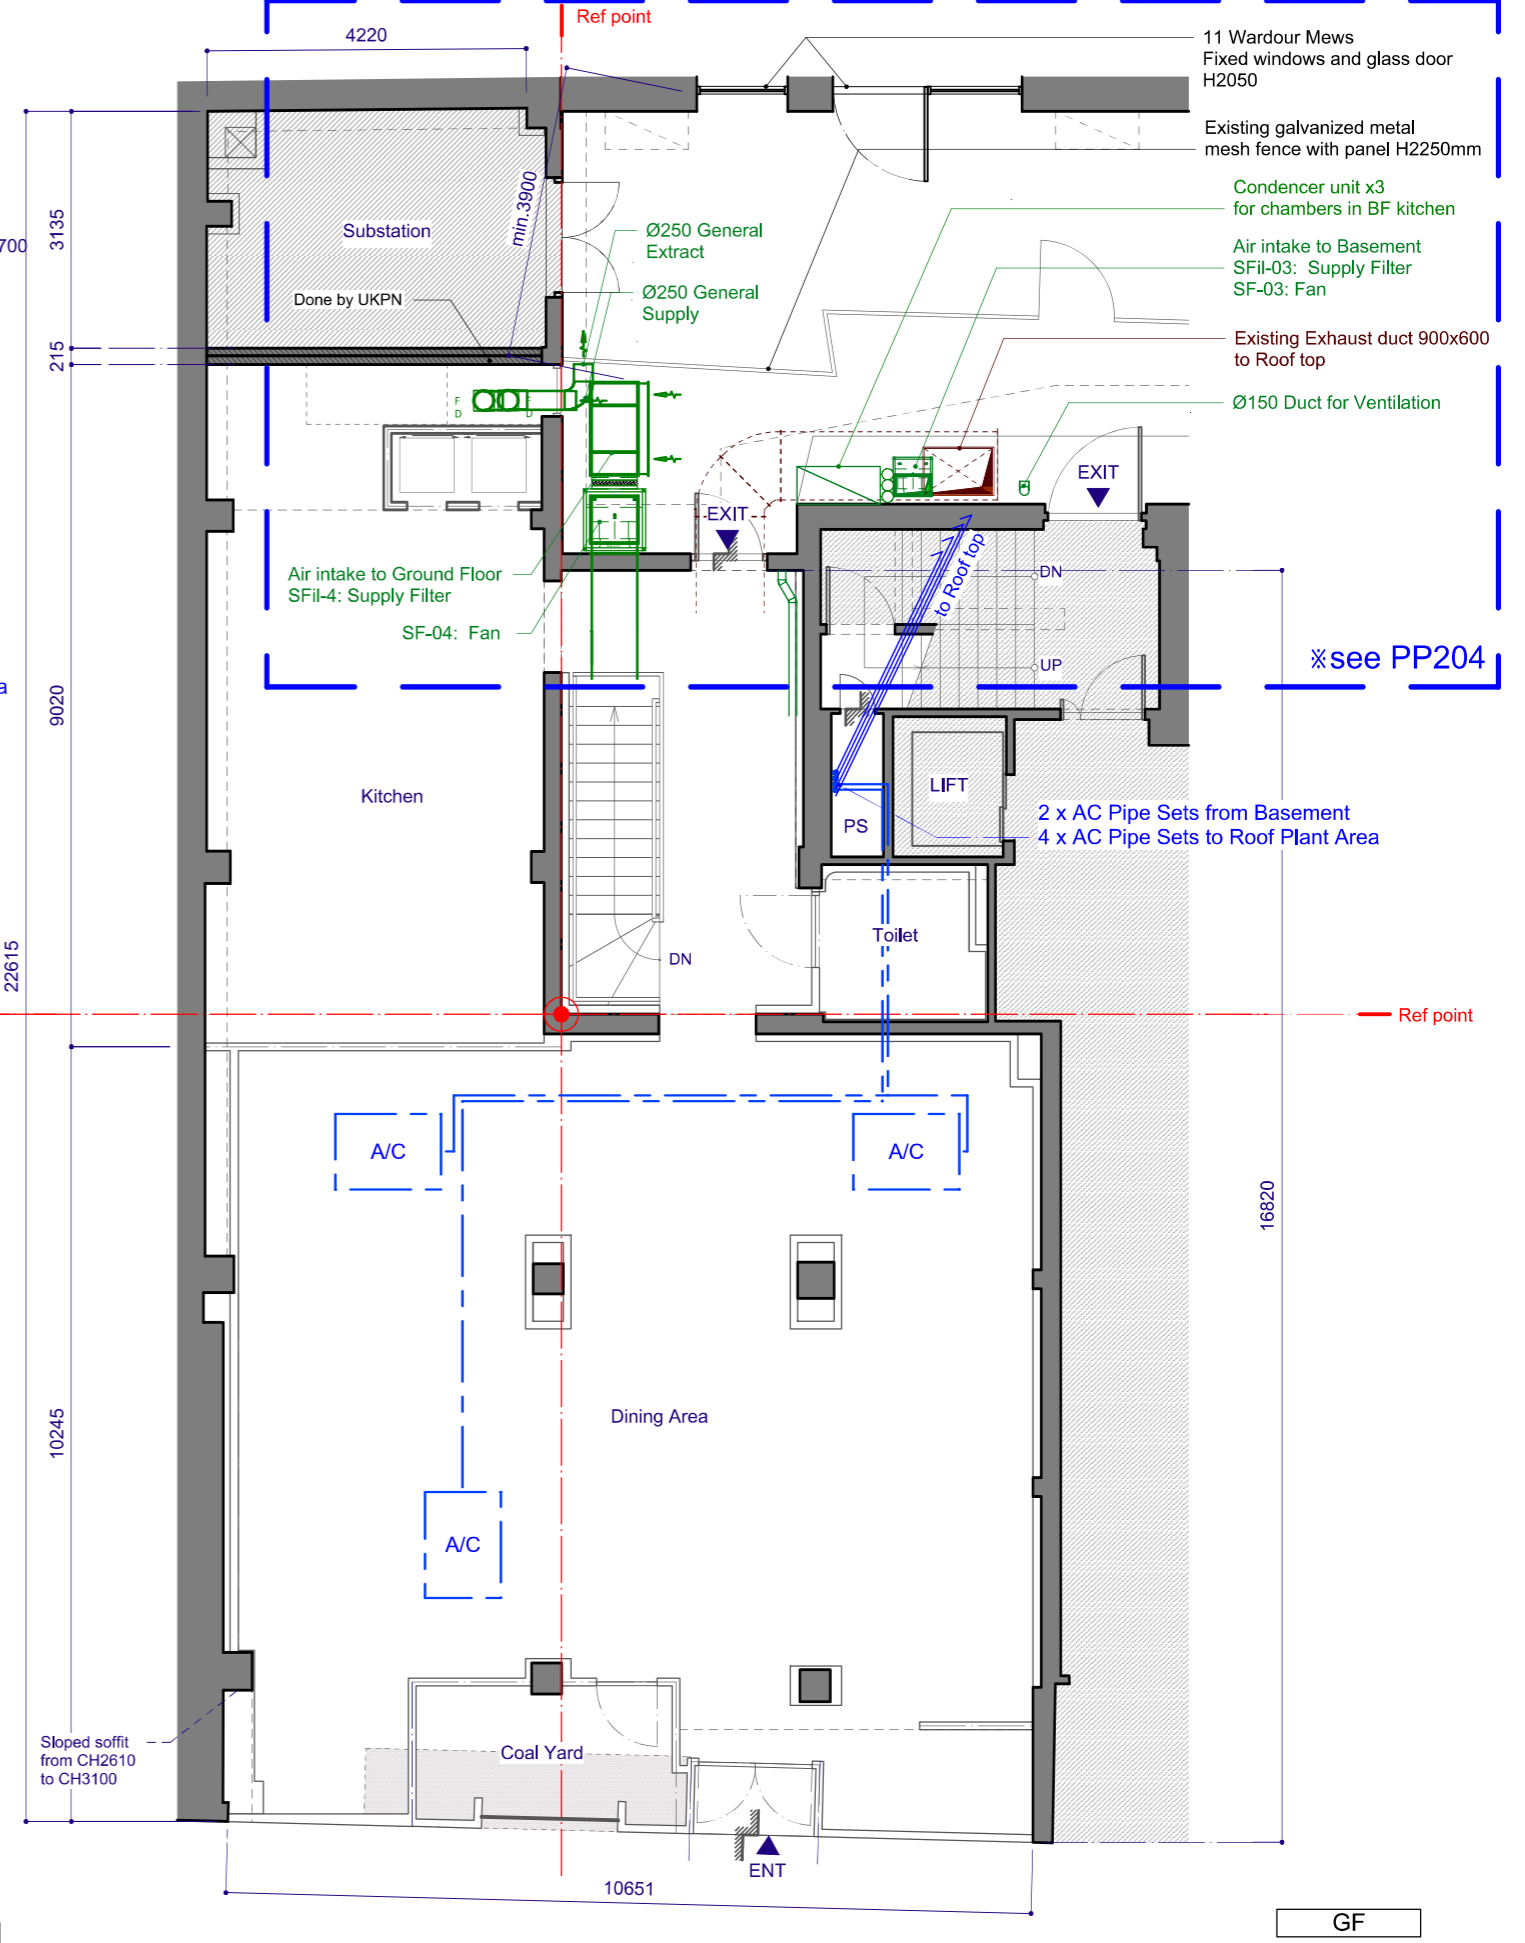 Ref point
4220
11 Wardour Mews
Fixed windows and glass door
H2050
Existing galvanized metal
mesh fence with panel H2250mm
Condencer unit x3
for chambers in BF kitchen
min.3900
3135
700
Substation
Ø250 General
Extract
Air intake to Basement
SFil-03: Supply Filter
SF-03: Fan
Done by UKPN
Ø250 General
Supply
215
Existing Exhaust duct 900x600
to Roof top
F
D
F
D
Ø150 Duct for Ventilation
EXIT
EXIT
Air intake to Ground Floor
SFil-4: Supply Filter
SF-04: Fan
to Roof top
DN
UP
※see PP204
a
9020
Kitchen
LIFT
PS
2 x AC Pipe Sets from Basement
4 x AC Pipe Sets to Roof Plant Area
Toilet
DN
22615
Ref point
A/C
A/C
16820
10245
Dining Area
A/C
Sloped soffit
from CH2610
to CH3100
Coal Yard
ENT
10651
GF